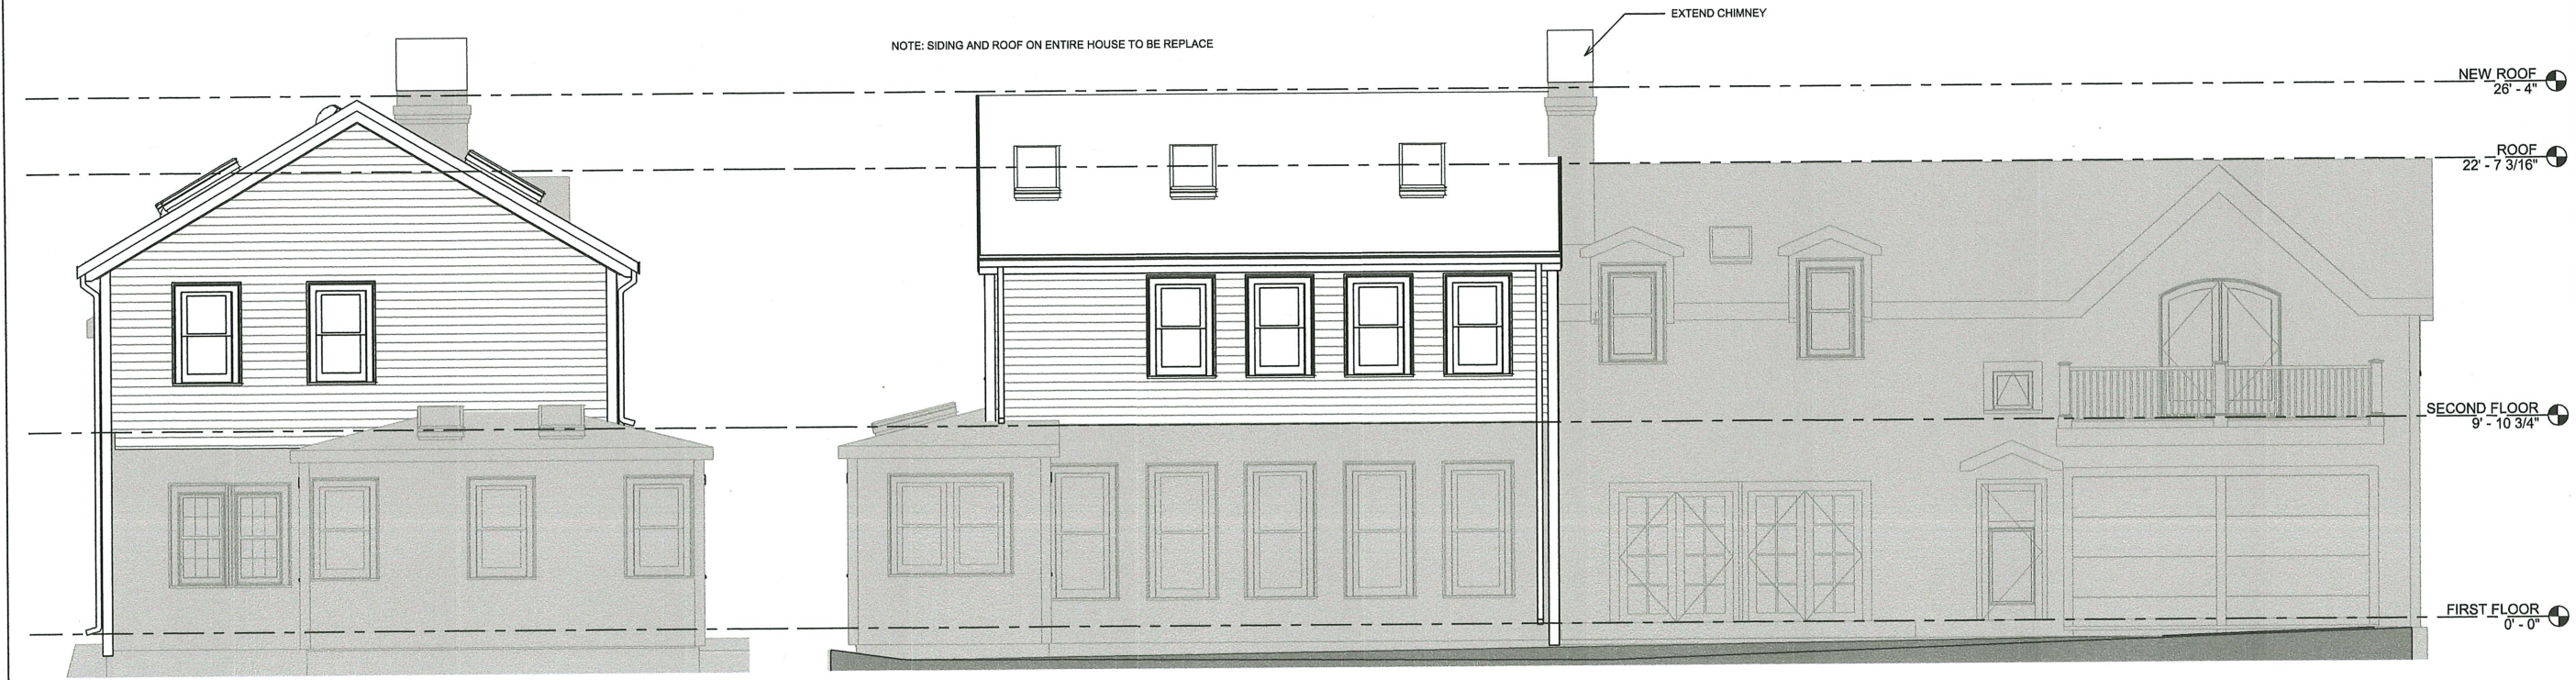 EXTEND CHIMNEY
NOTE: SIDING AND ROOF ON ENTIRE HOUSE TO BE REPLACE
NEW ROOF
26' - 4"
ROOF
22' - 7 3/16"
SECOND FLOOR
9' - 10 3/4"
FIRST FLOOR
0' - 0"